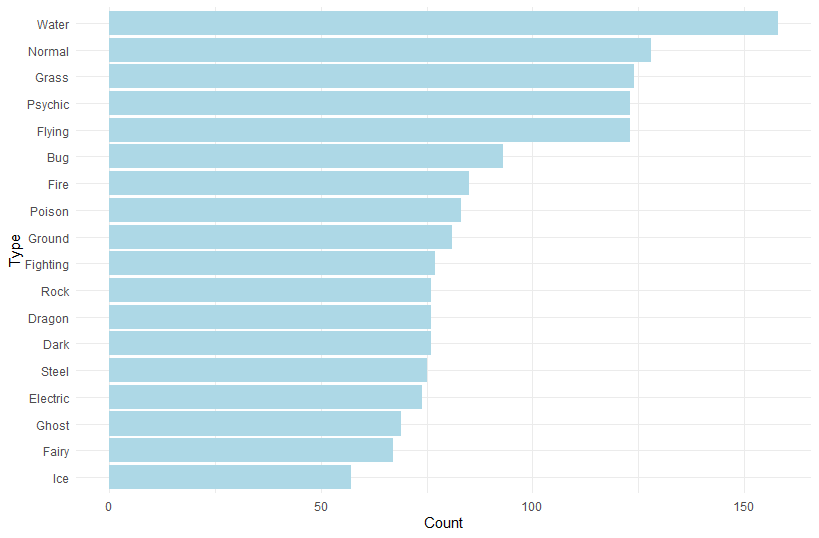 Water
Normal
Grass
Psychic
Flying
Bug
Fire
Poison
Ground
Type
Fighting
Rock
Dragon
Dark
Steel
Electric
Ghost
Fairy
Ice
0 50 100 150
Count